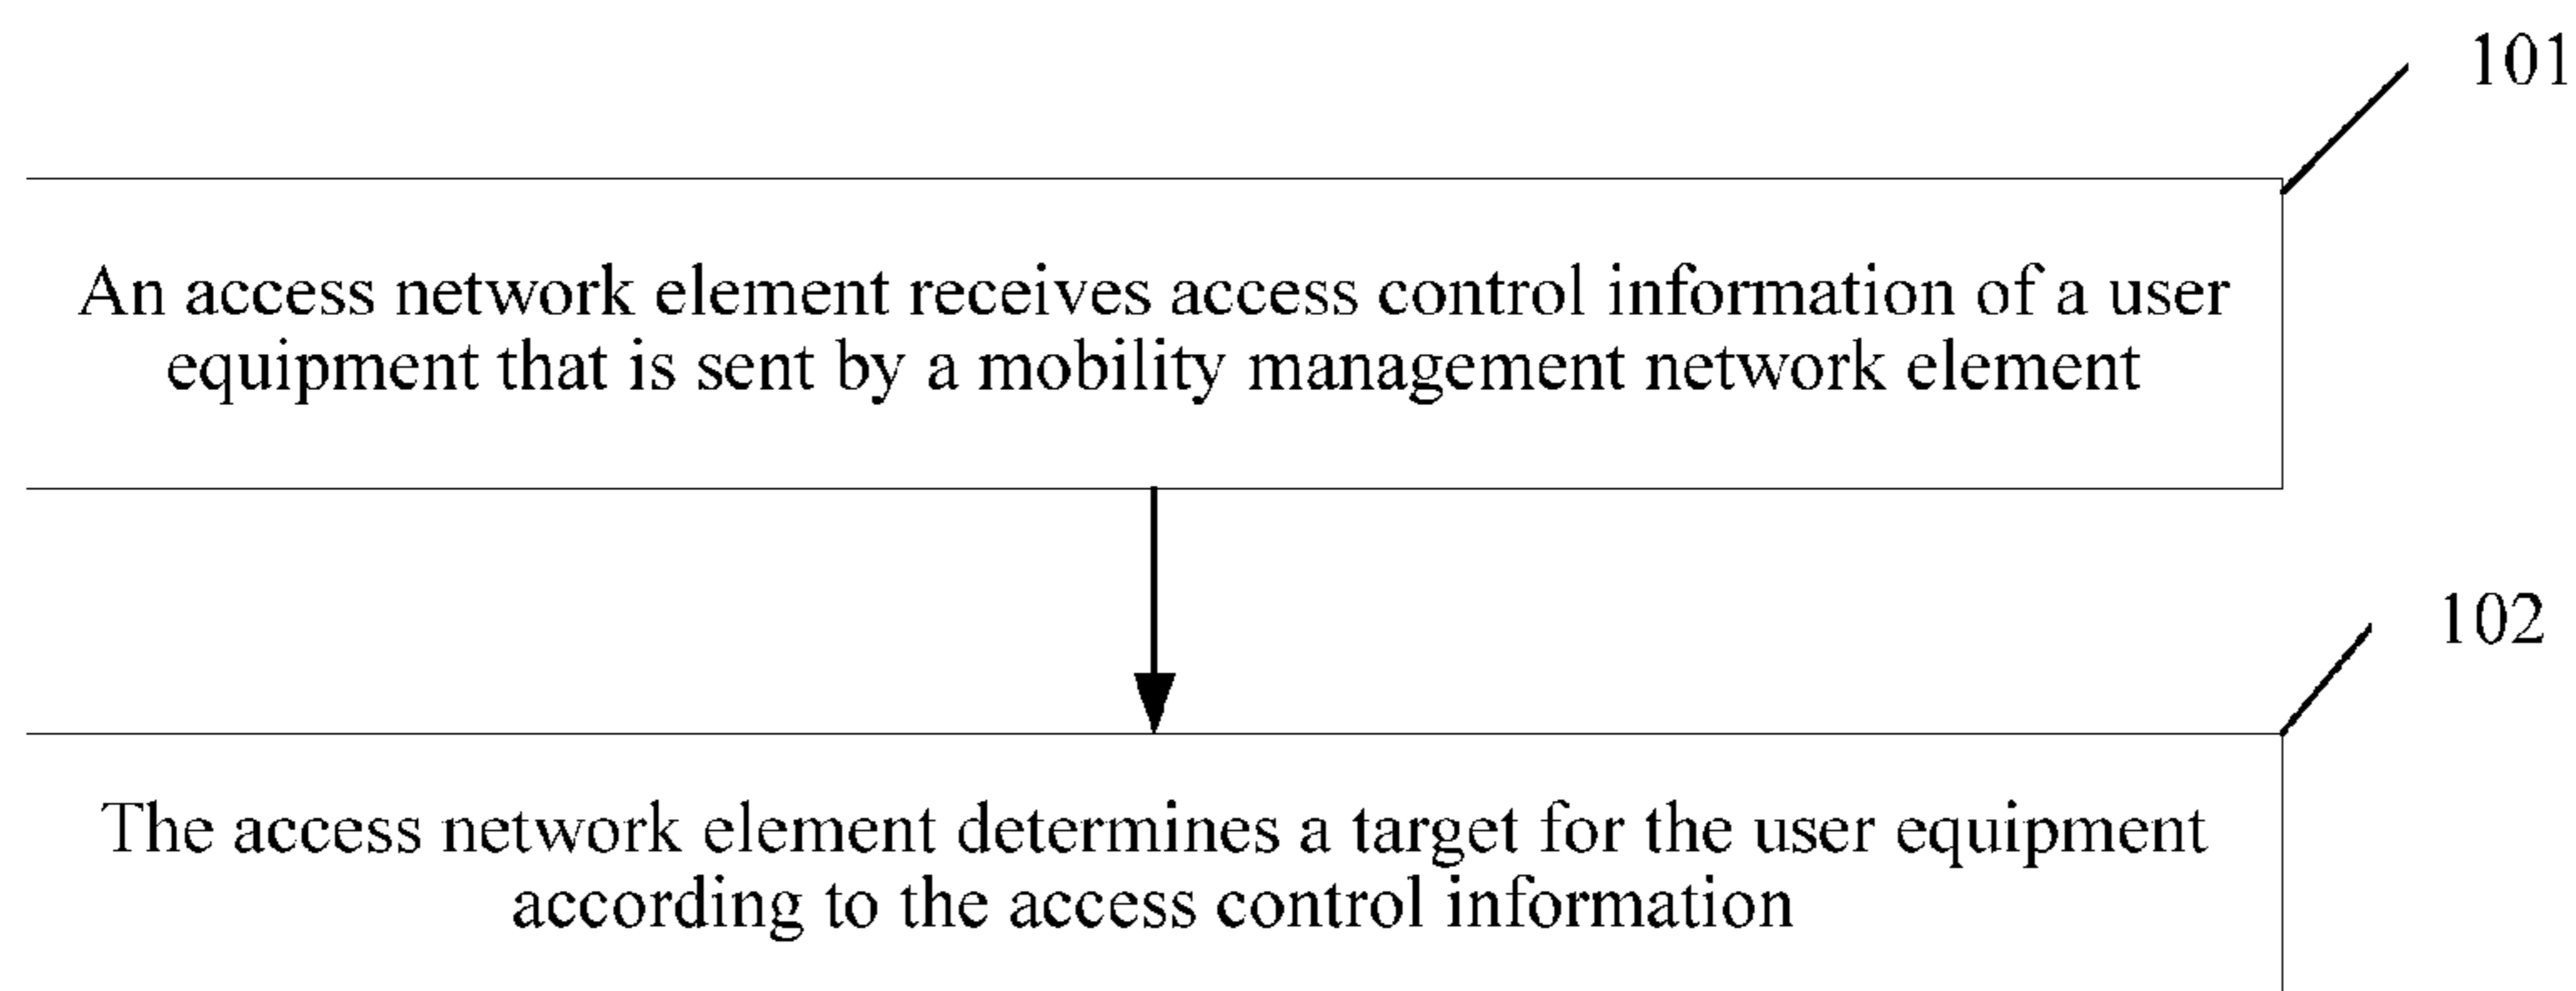 101
An access network element receives access control information of a user
equipment that is sent by a mobility management network element
102
The access network element determines a target for the user equipment
according to the access control information